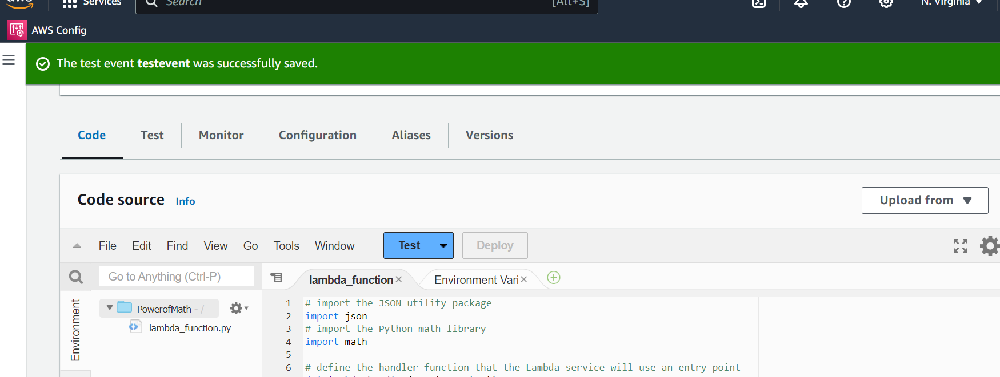 aws
Services
Search
[Alt+S]
N. Virginia
AWS Config
The test event testevent was successfully saved.
Code
Test
Monitor
Configuration
Aliases
Versions
Code source
Info
Upload from
File
Edit
Find
View
Go
Tools
Window
Test
Deploy
Go to Anything (Ctrl-P)
lambda_function
Environment Vari
Environment
PowerofMath - /
lambda_function.py
1 # import the JSON utility package
2 import json
3 # import the Python math library
4 import math
5
6 # define the handler function that the Lambda service will use an entry point